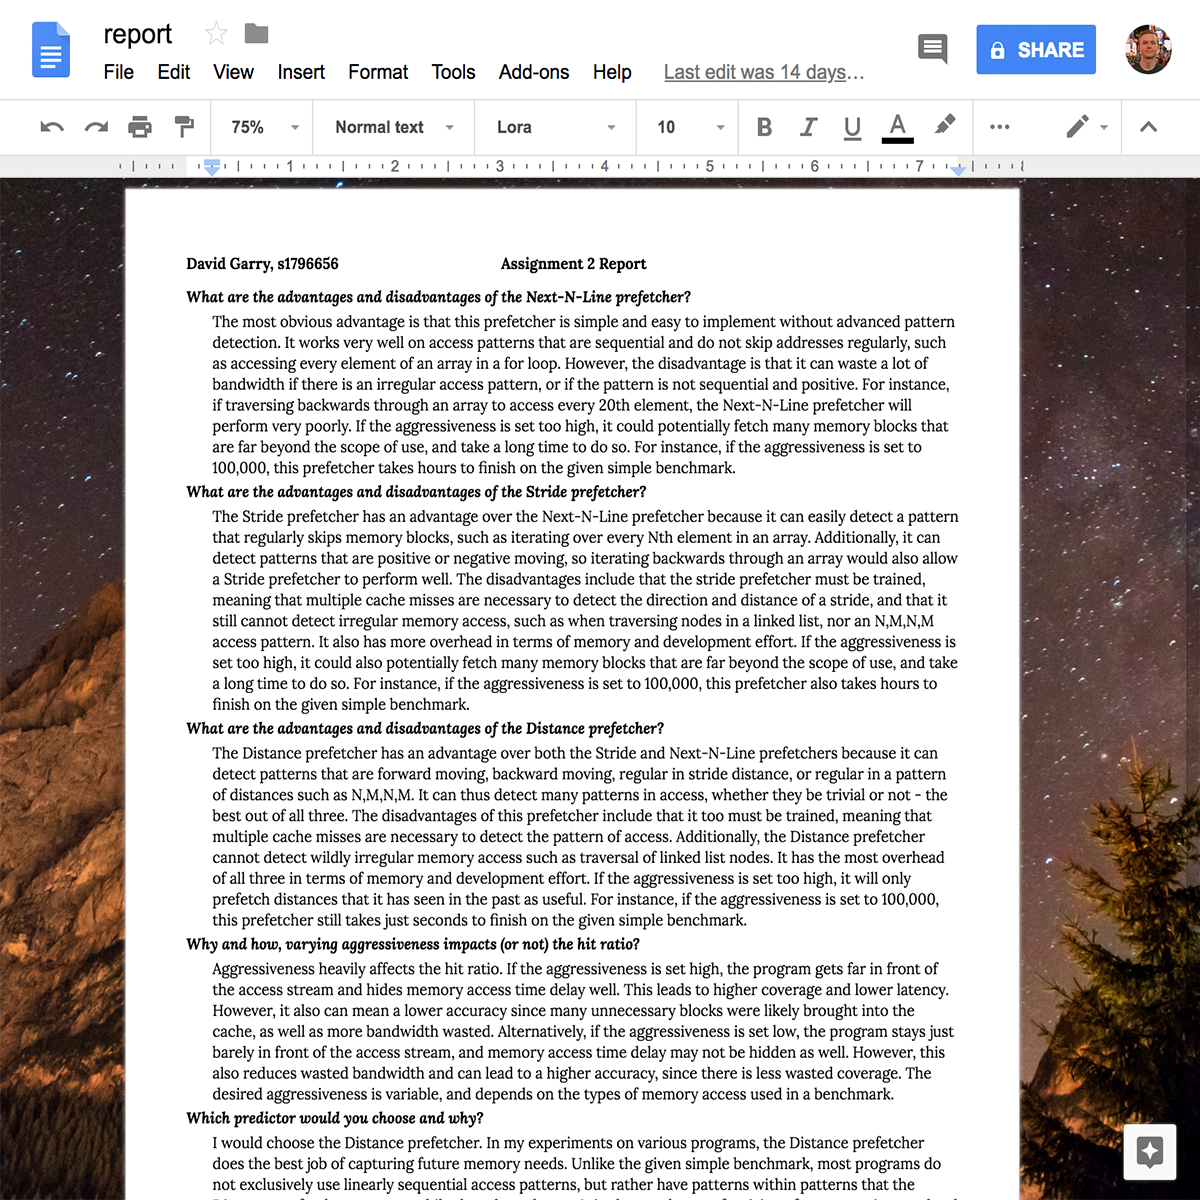 report
File Edit View Insert Format Tools Add-ons Help Last edit was 14 days…
SHARE
75% Normal text Lora 10 B I U A
1 2 3 4 5 6 7
David Garry, s1796656 Assignment 2 Report
What are the advantages and disadvantages of the Next-N-Line prefetcher?
The most obvious advantage is that this prefetcher is simple and easy to implement without advanced pattern
detection. It works very well on access patterns that are sequential and do not skip addresses regularly, such
as accessing every element of an array in a for loop. However, the disadvantage is that it can waste a lot of
bandwidth if there is an irregular access pattern, or if the pattern is not sequential and positive. For instance,
if traversing backwards through an array to access every 20th element, the Next-N-Line prefetcher will
perform very poorly. If the aggressiveness is set too high, it could potentially fetch many memory blocks that
are far beyond the scope of use, and take a long time to do so. For instance, if the aggressiveness is set to
100,000, this prefetcher takes hours to finish on the given simple benchmark.
What are the advantages and disadvantages of the Stride prefetcher?
The Stride prefetcher has an advantage over the Next-N-Line prefetcher because it can easily detect a pattern
that regularly skips memory blocks, such as iterating over every Nth element in an array. Additionally, it can
detect patterns that are positive or negative moving, so iterating backwards through an array would also allow
a Stride prefetcher to perform well. The disadvantages include that the stride prefetcher must be trained,
meaning that multiple cache misses are necessary to detect the direction and distance of a stride, and that it
still cannot detect irregular memory access, such as when traversing nodes in a linked list, nor an N,M,N,M
access pattern. It also has more overhead in terms of memory and development effort. If the aggressiveness is
set too high, it could also potentially fetch many memory blocks that are far beyond the scope of use, and take
a long time to do so. For instance, if the aggressiveness is set to 100,000, this prefetcher also takes hours to
finish on the given simple benchmark.
What are the advantages and disadvantages of the Distance prefetcher?
The Distance prefetcher has an advantage over both the Stride and Next-N-Line prefetchers because it can
detect patterns that are forward moving, backward moving, regular in stride distance, or regular in a pattern
of distances such as N,M,N,M. It can thus detect many patterns in access, whether they be trivial or not - the
best out of all three. The disadvantages of this prefetcher include that it too must be trained, meaning that
multiple cache misses are necessary to detect the pattern of access. Additionally, the Distance prefetcher
cannot detect wildly irregular memory access such as traversal of linked list nodes. It has the most overhead
of all three in terms of memory and development effort. If the aggressiveness is set too high, it will only
prefetch distances that it has seen in the past as useful. For instance, if the aggressiveness is set to 100,000,
this prefetcher still takes just seconds to finish on the given simple benchmark.
Why and how, varying aggressiveness impacts (or not) the hit ratio?
Aggressiveness heavily affects the hit ratio. If the aggressiveness is set high, the program gets far in front of
the access stream and hides memory access time delay well. This leads to higher coverage and lower latency.
However, it also can mean a lower accuracy since many unnecessary blocks were likely brought into the
cache, as well as more bandwidth wasted. Alternatively, if the aggressiveness is set low, the program stays just
barely in front of the access stream, and memory access time delay may not be hidden as well. However, this
also reduces wasted bandwidth and can lead to a higher accuracy, since there is less wasted coverage. The
desired aggressiveness is variable, and depends on the types of memory access used in a benchmark.
Which predictor would you choose and why?
I would choose the Distance prefetcher. In my experiments on various programs, the Distance prefetcher
does the best job of capturing future memory needs. Unlike the given simple benchmark, most programs do
not exclusively use linearly sequential access patterns, but rather have patterns within patterns that the